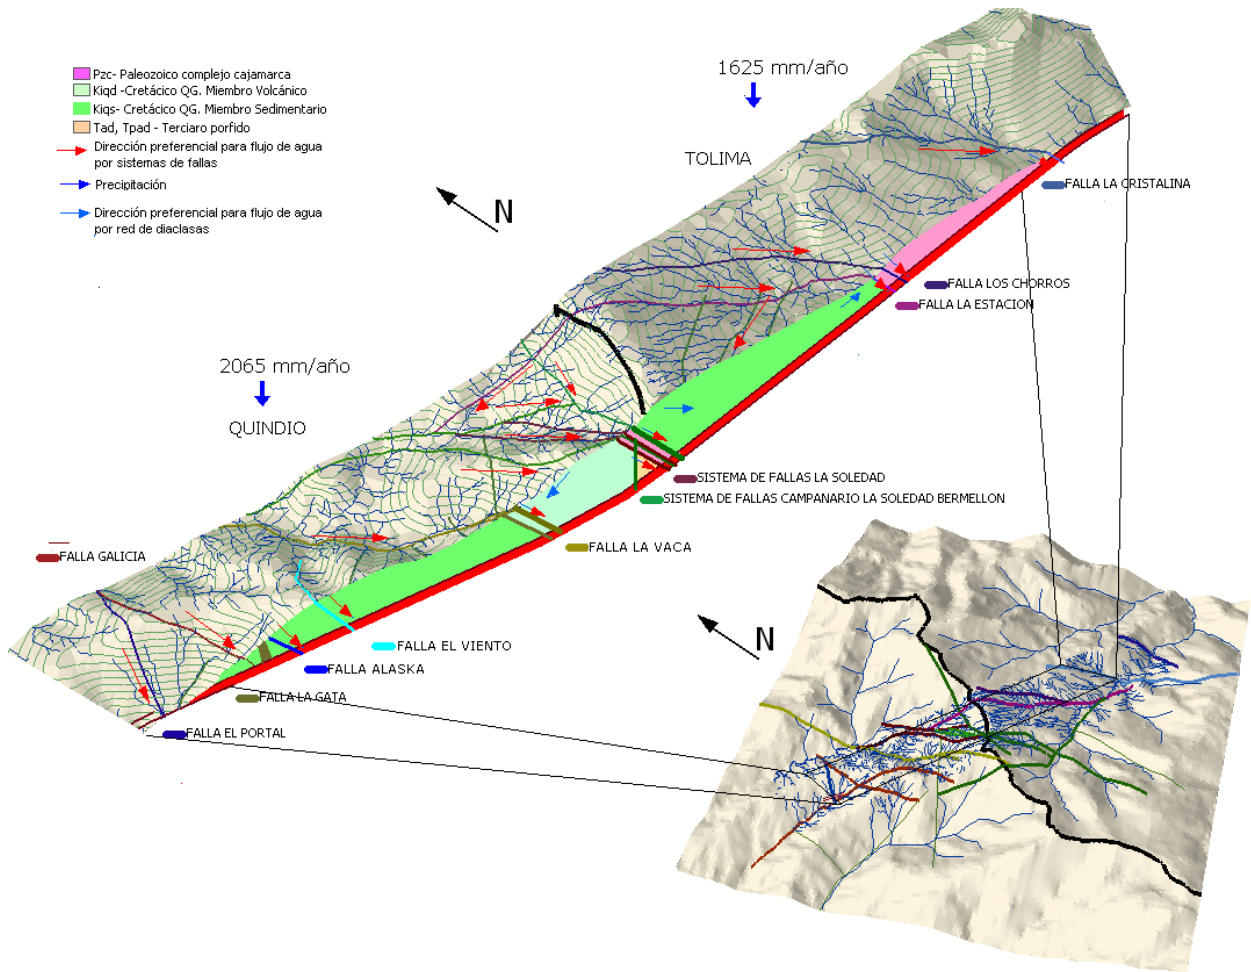 Pzc- Paleozoico complejo cajamarca
Kiqd -Cretácico QG. Miembro Volcánico
Kiqs- Cretácico QG. Miembro Sedimentario
Tad, Tpad - Terciaro porfido
Dirección preferencial para flujo de agua
por sistemas de fallas
Precipitación
Dirección preferencial para flujo de agua
por red de diaclasas
1625 mm/año
TOLIMA
N
FALLA LA CRISTALINA
FALLA LOS CHORROS
FALLA LA ESTACION
2065 mm/año
QUINDIO
SISTEMA DE FALLAS LA SOLEDAD
SISTEMA DE FALLAS CAMPANARIO LA SOLEDAD BERMELLON
FALLA LA VACA
FALLA GALICIA
FALLA EL VIENTO
FALLA ALASKA
FALLA LA GATA
FALLA EL PORTAL
N